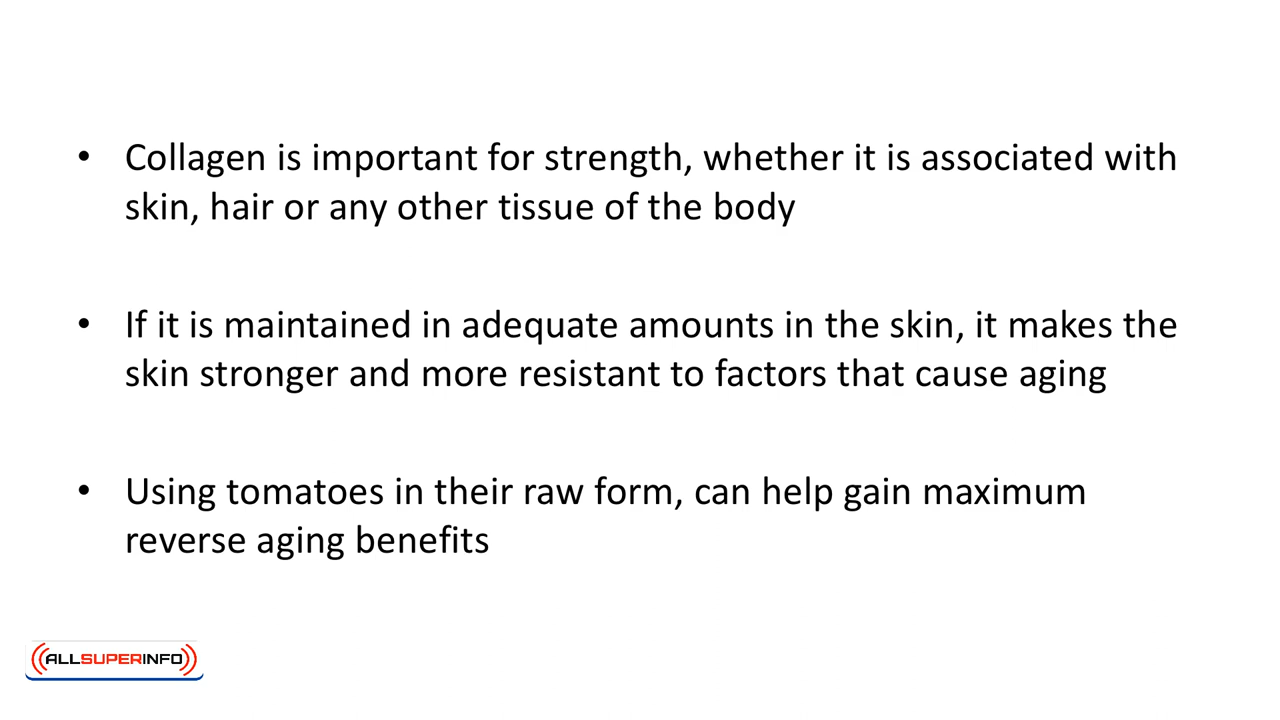 • Collagen is important for strength, whether it is associated with
skin, hair or any other tissue of the body
• If it is maintained in adequate amounts in the skin, it makes the
skin stronger and more resistant to factors that cause aging
• Using tomatoes in their raw form, can help gain maximum
reverse aging benefits
ALLSUPERINFO